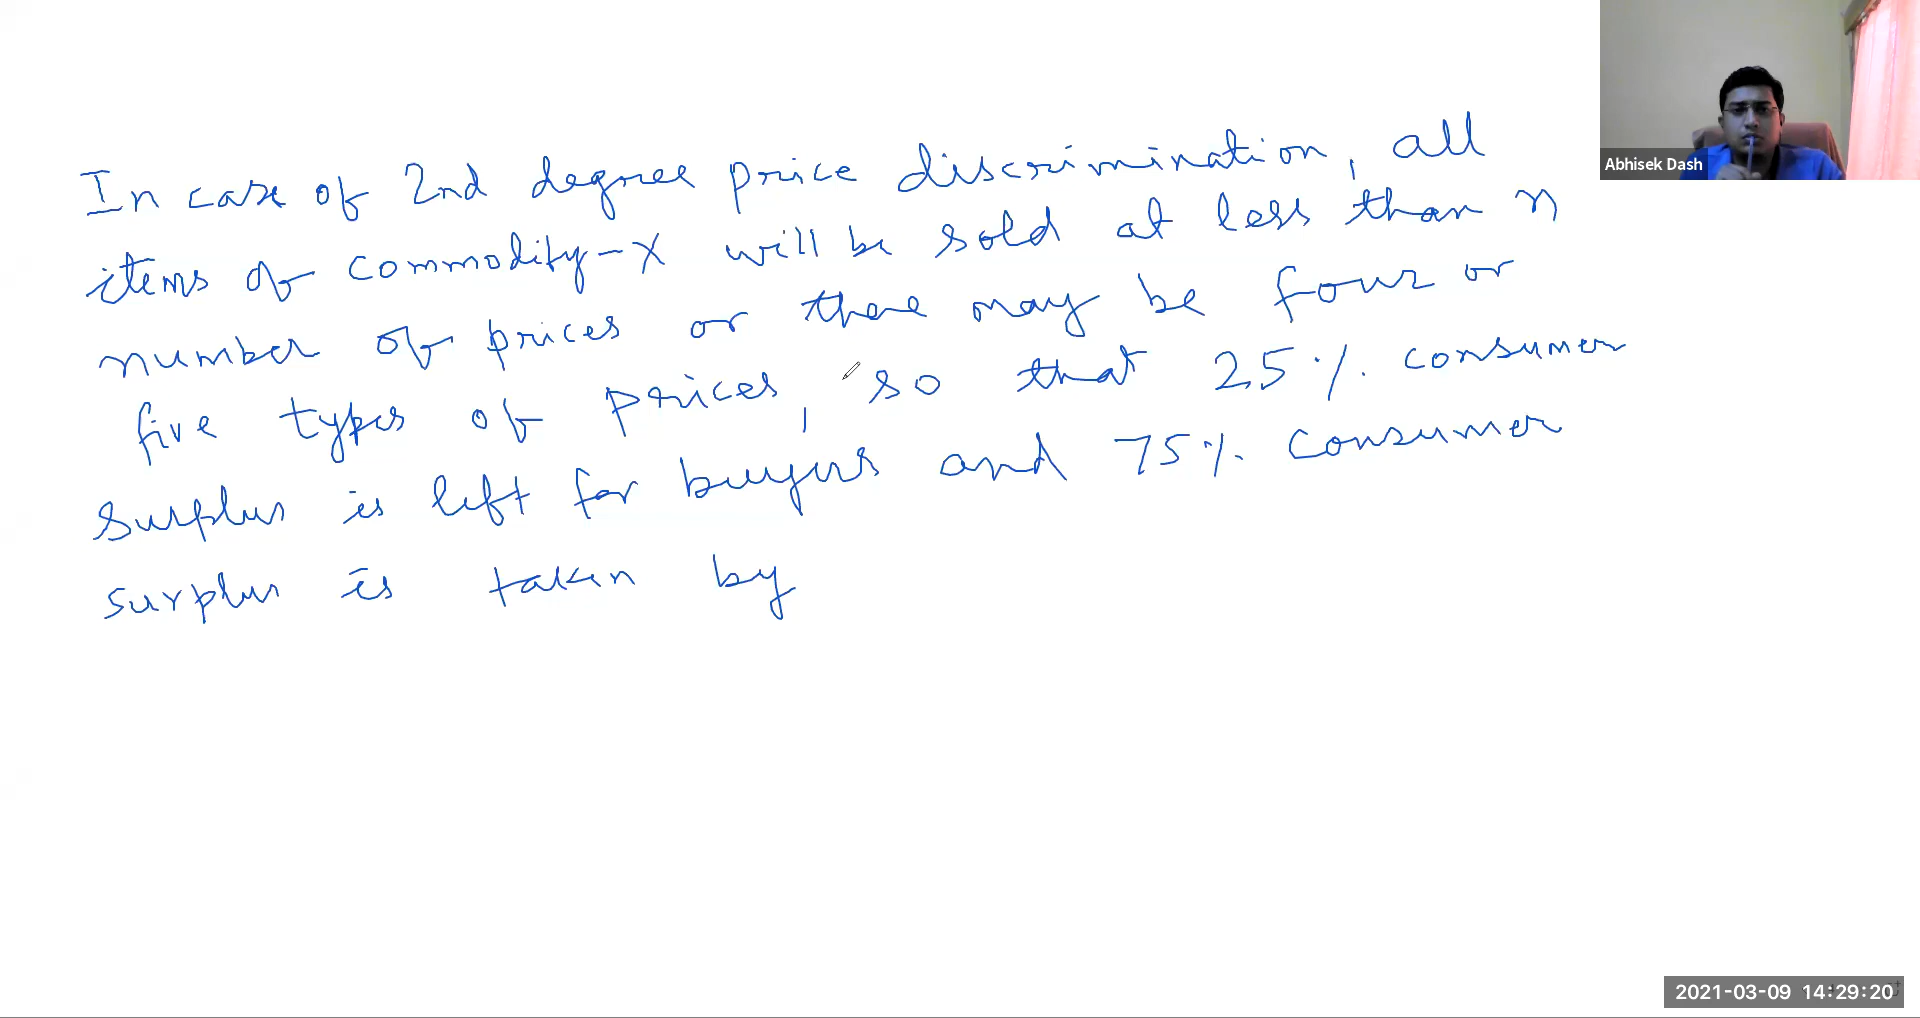 In case of 2nd degree price discrimination, all
items of commodity-X will be sold at less than n
number of prices or there may be four or
five types of prices, so that 25% consumer
surplus is left for buyers and 75% consumer
surplus is taken by
Abhisek Dash
2021-03-09 14:29:20